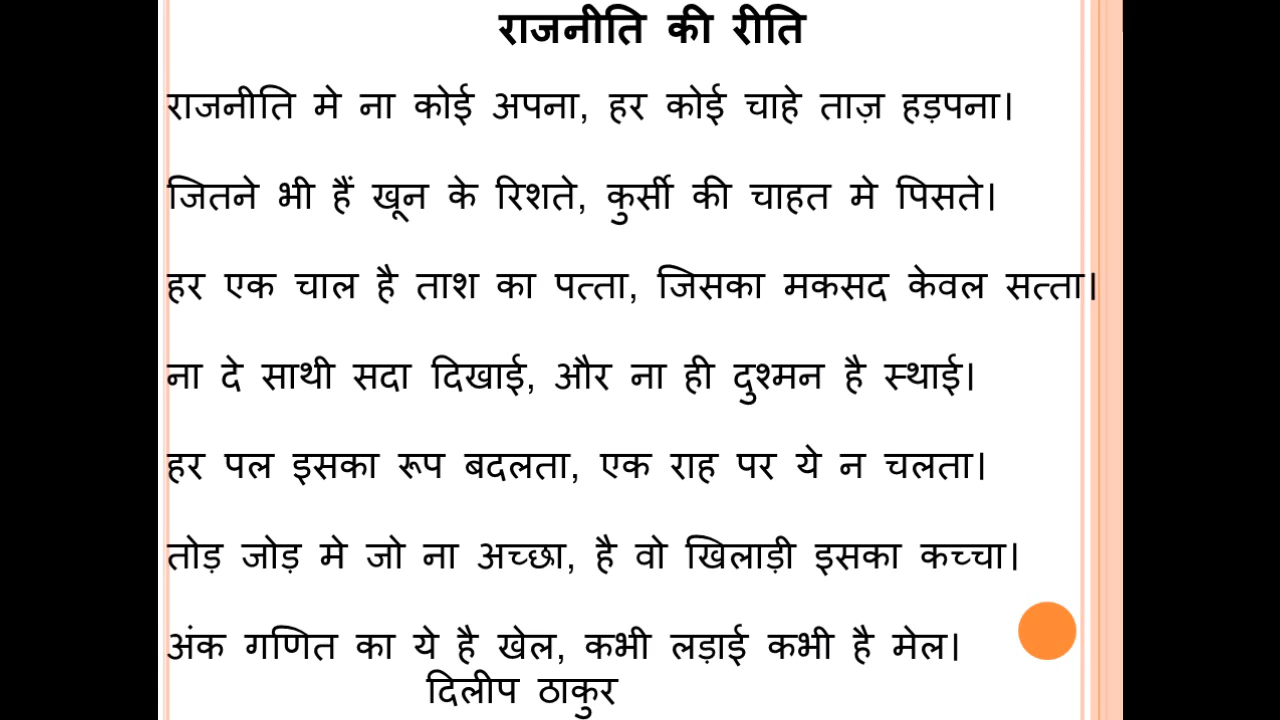 राजनीति की रीति
राजनीति मे ना कोई अपना, हर कोई चाहे ताज़ हड़पना।
जितने भी हैं खून के रिशते, कुर्सी की चाहत मे पिसते।
हर एक चाल है ताश का पत्ता, जिसका मकसद केवल सत्ता।
ना दे साथी सदा दिखाई, और ना ही दुश्मन है स्थाई।
हर पल इसका रूप बदलता, एक राह पर ये न चलता।
तोड़ जोड़ मे जो ना अच्छा, है वो खिलाड़ी इसका कच्चा।
अंक गणित का ये है खेल, कभी लड़ाई कभी है मेल।
दिलीप ठाकुर